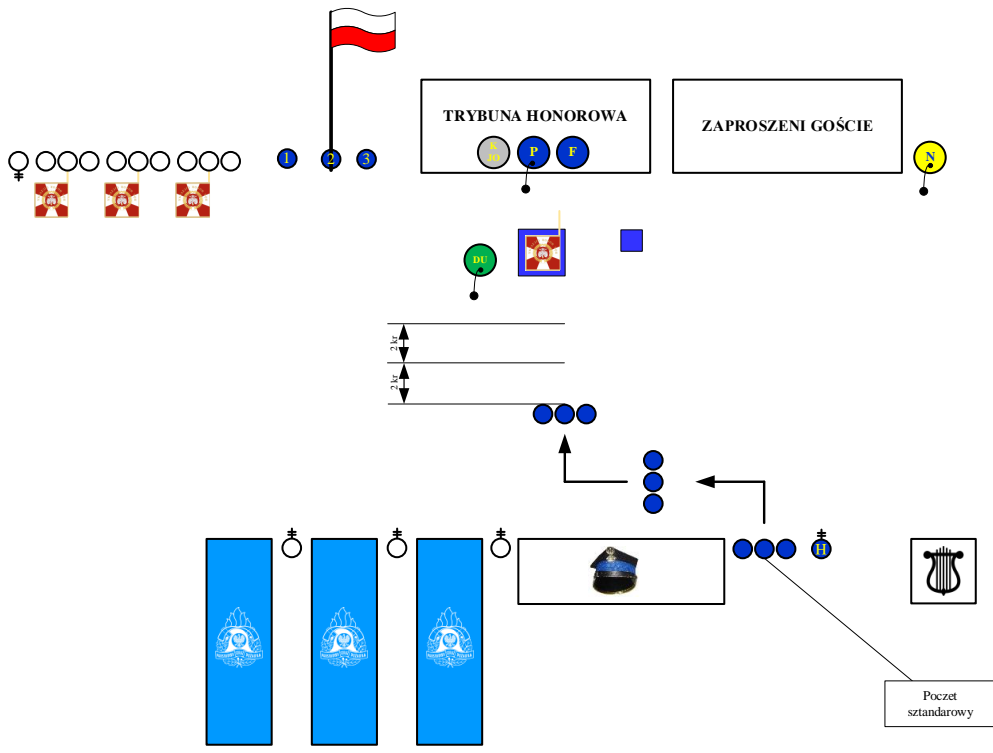 TRYBUNA HONOROWA
ZAPROSZENI GOŚCIE
1
2
3
K
JO
P
F
N
DU
2 kr
2 kr
H
Poczet
sztandarowy